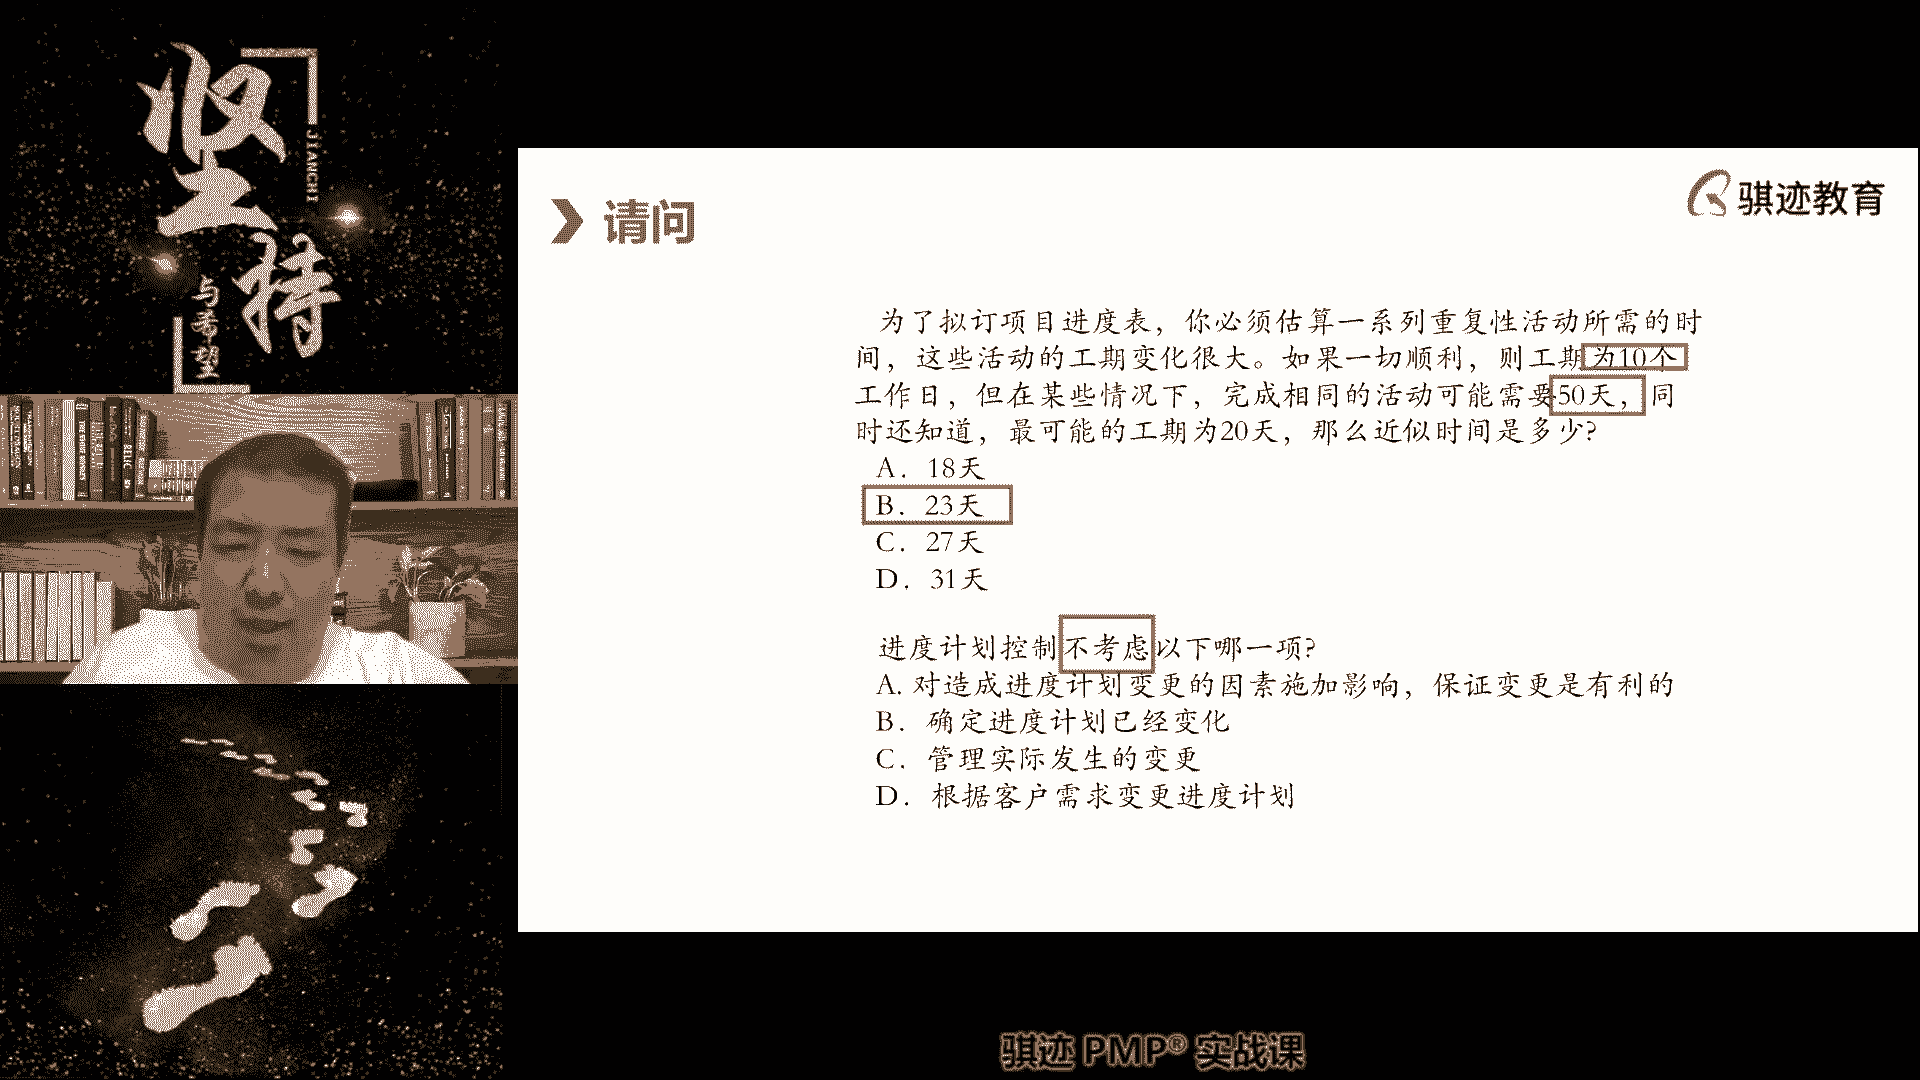 坚持
JIANCHI
与希望
请问
骐迹教育
为了拟订项目进度表，你必须估算一系列重复性活动所需的时
间，这些活动的工期变化很大。如果一切顺利，则工期为10个
工作日，但在某些情况下，完成相同的活动可能需要50天，同
时还知道，最可能的工期为20天，那么近似时间是多少?
A．18天
B．23天
C．27天
D．31天
进度计划控制不考虑以下哪一项?
A. 对造成进度计划变更的因素施加影响，保证变更是有利的
B．确定进度计划已经变化
C．管理实际发生的变更
D．根据客户需求变更进度计划
骐迹 PMP® 实战课